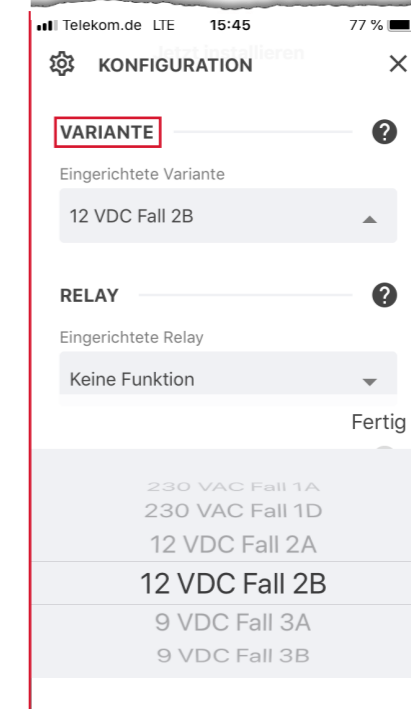 Telekom.de LTE 15:45 77 %
Jetzt installieren
KONFIGURATION
VARIANTE
Eingerichtete Variante
12 VDC Fall 2B
RELAY
Eingerichtete Relay
Keine Funktion
Fertig
230 VAC Fall 1A
230 VAC Fall 1D
12 VDC Fall 2A
12 VDC Fall 2B
9 VDC Fall 3A
9 VDC Fall 3B